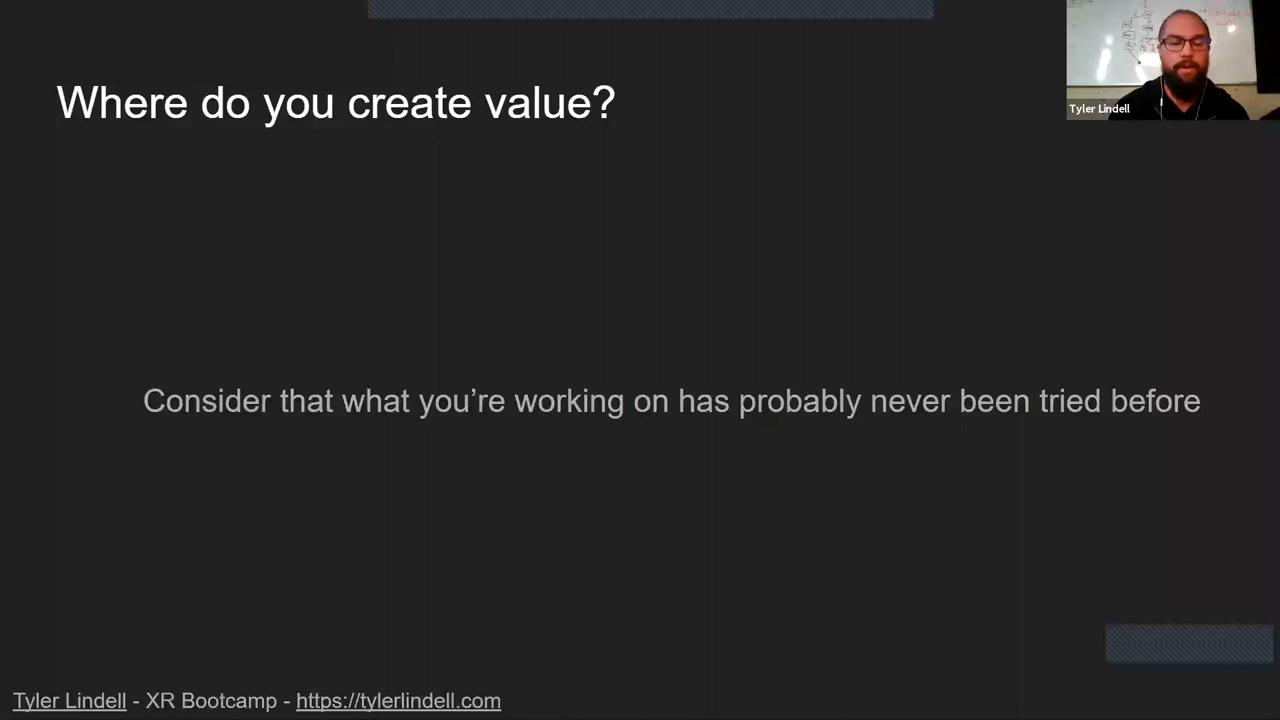 Where do you create value?
Tyler Lindell
Consider that what you’re working on has probably never been tried before
Tyler Lindell - XR Bootcamp - https://tylerlindell.com